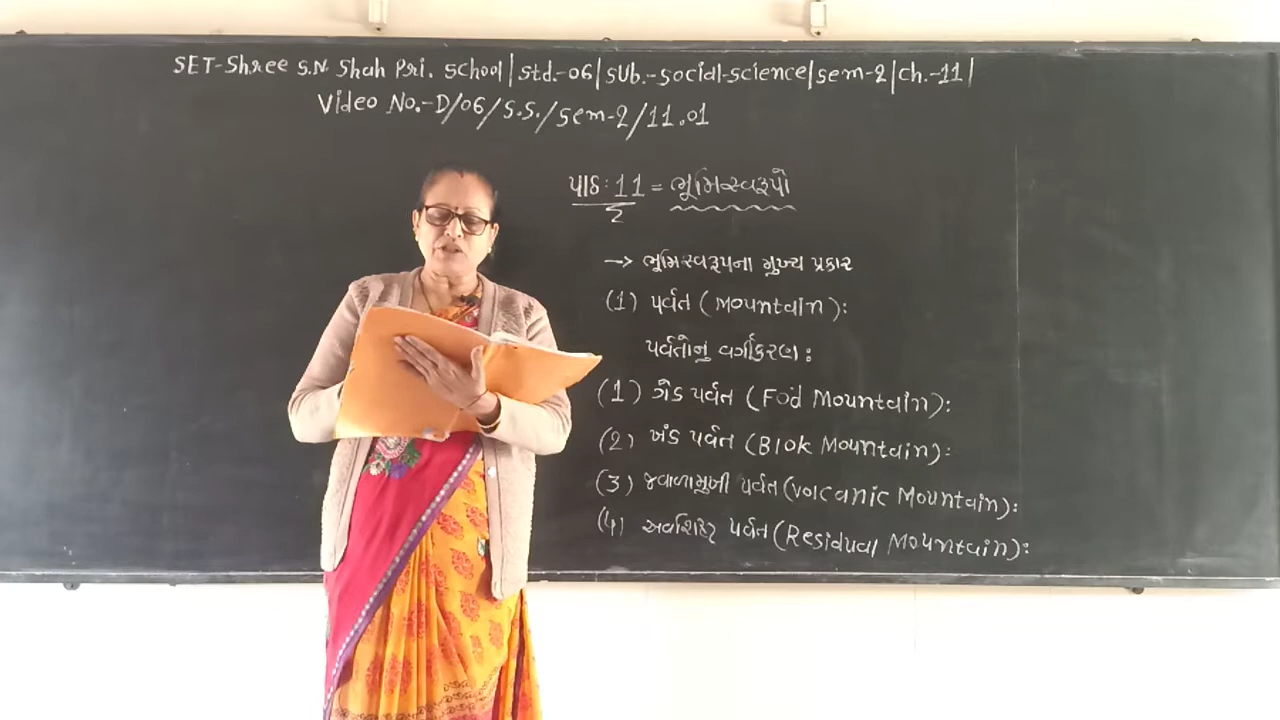 SET-Shree S.N. Shah Pri. School|Std.-06|SUb.-Social-Science|Sem-2|Ch.-11|
Video No.-D/06/S.S./Sem-2/11.01
પાઠ:11 = ભૂમિસ્વરૂપો
→ ભૂમિસ્વરૂપના મુખ્ય પ્રકાર
(1) પર્વત (Mountain):
પર્વતોનું વર્ગીકરણ:
(1) ગેડ પર્વત (Fod Mountain):
(2) ખંડ પર્વત (Blok Mountain):
(3) જવાળામુખી પર્વત (Volcanic Mountain):
(4) અવશિષ્ટ પર્વત (Residual Mountain):